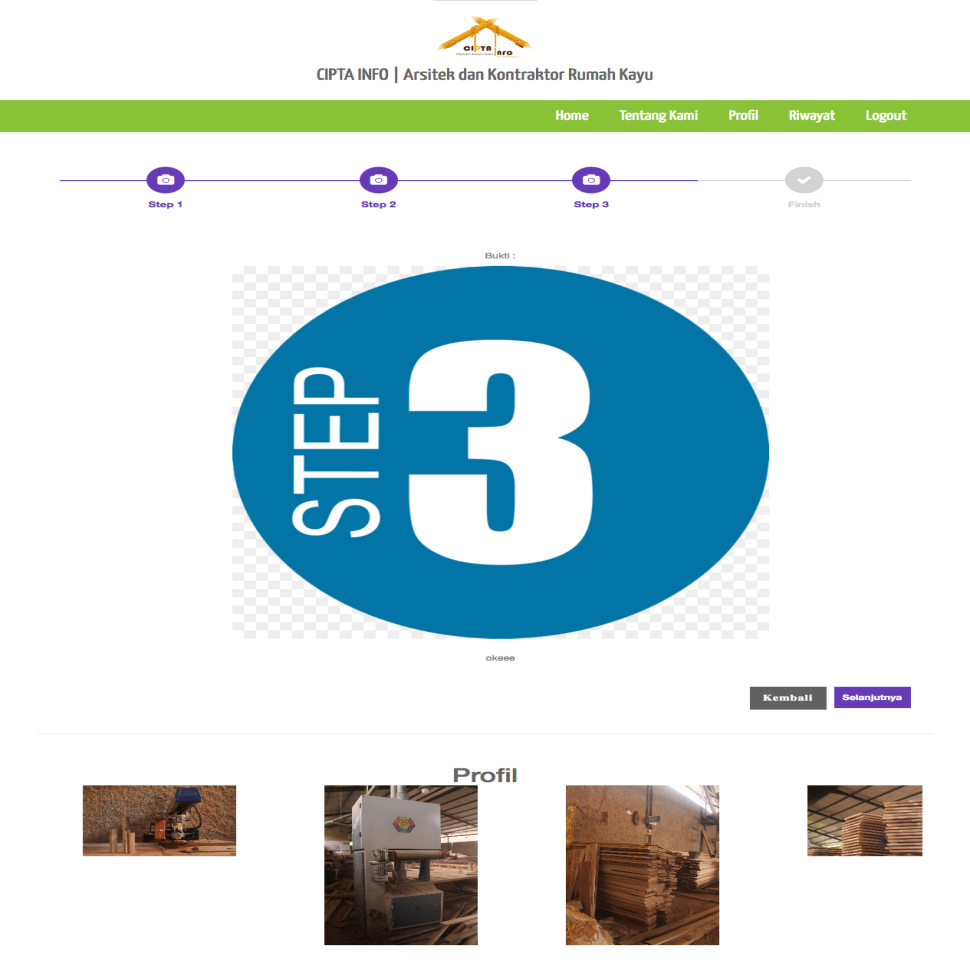 CIPTA INFO
CIPTA INFO | Arsitek dan Kontraktor Rumah Kayu
Home Tentang Kami Profil Riwayat Logout
Step 1 Step 2 Step 3 Finish
Bukti :
STEP 3
okeee
Kembali Selanjutnya
Profil